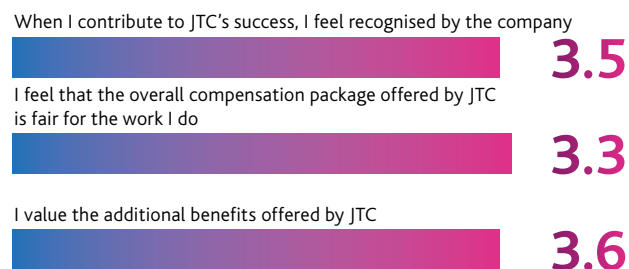 When I contribute to JTC’s success, I feel recognised by the company
3.5
I feel that the overall compensation package offered by JTC
is fair for the work I do
3.3
I value the additional benefits offered by JTC
3.6